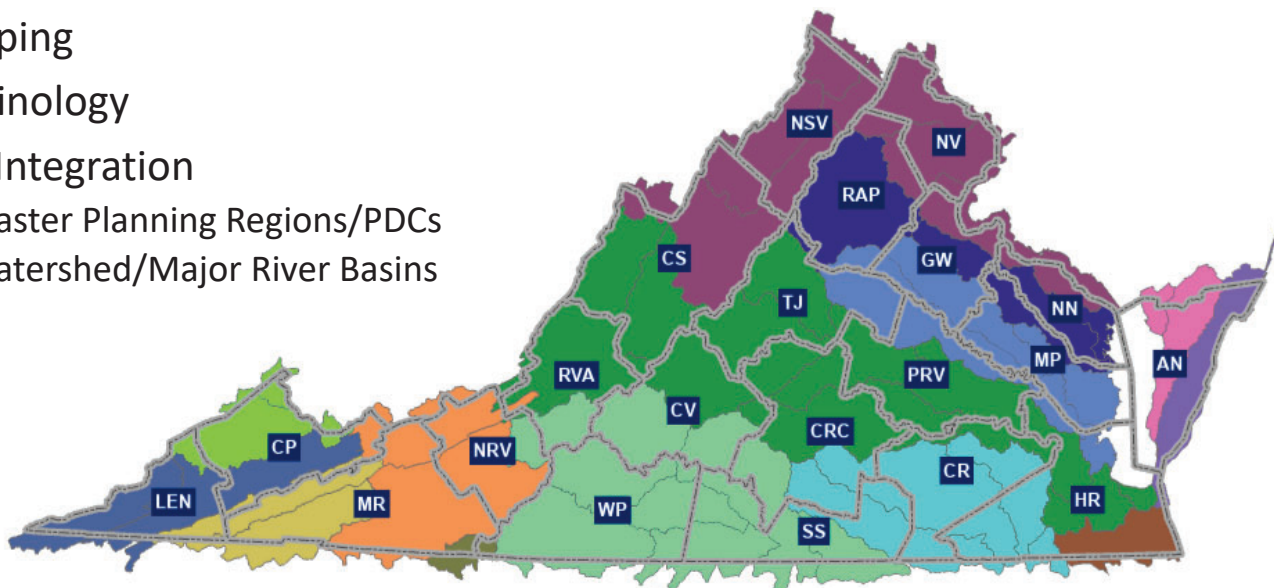 ping
inology
Integration
aster Planning Regions/PDCs
atershed/Major River Basins
NSV
NV
RAP
CS
GW
TJ
NN
MP
AN
RVA
PRV
CV
CRC
CP
NRV
CR
LEN
MR
WP
HR
SS